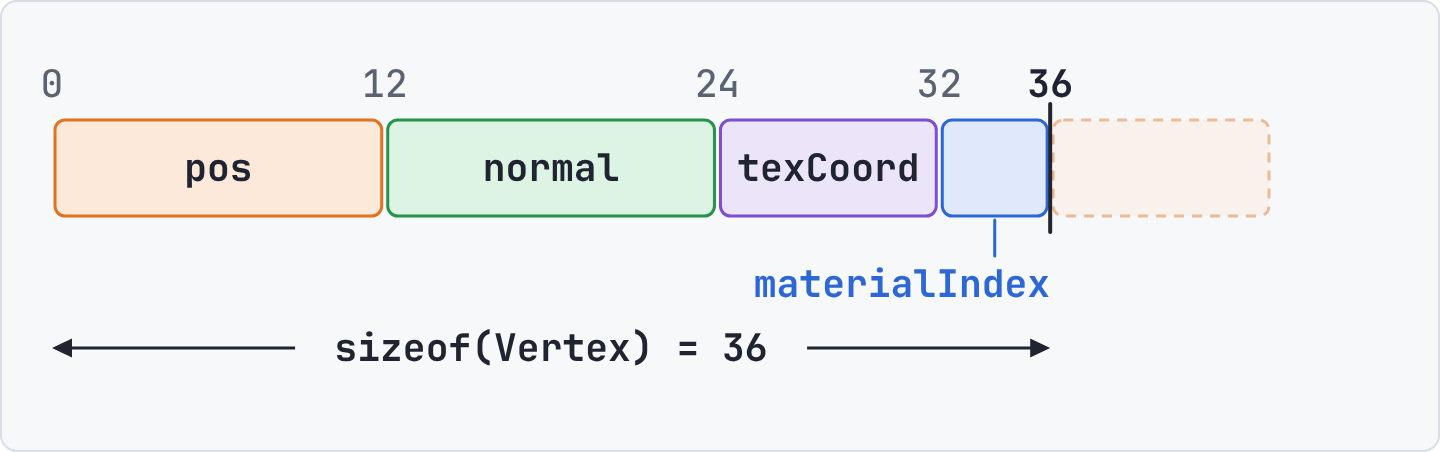 0 12 24 32 36
pos normal texCoord
materialIndex
sizeof(Vertex) = 36